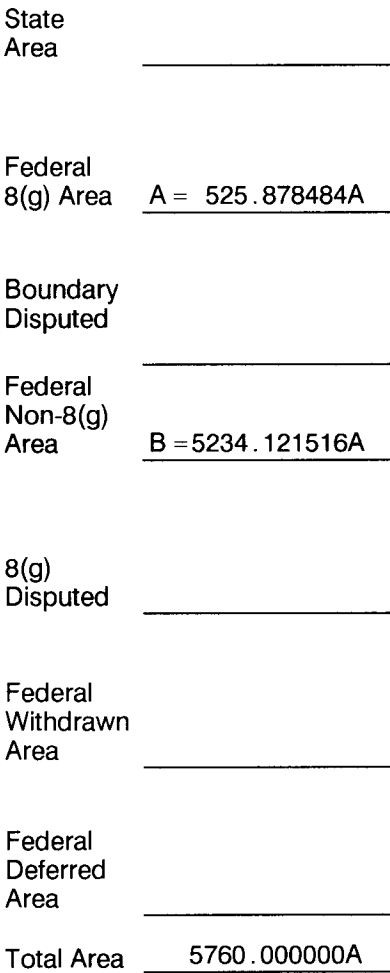 State
Area
Federal
8(g) Area A = 525.878484A
Boundary
Disputed
Federal
Non-8(g)
Area B =5234.121516A
8(g)
Disputed
Federal
Withdrawn
Area
Federal
Deferred
Area
Total Area 5760.000000A